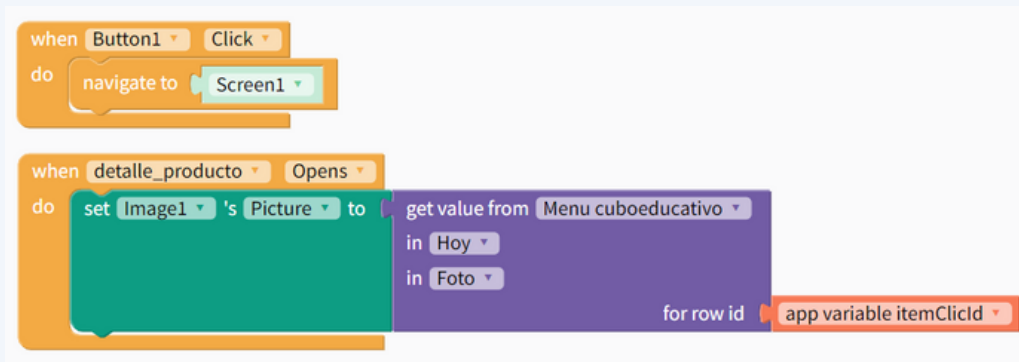 when Button1 Click
do navigate to Screen1
when detalle_producto Opens
do set Image1 's Picture to get value from Menu cuboeducativo
in Hoy
in Foto
for row id app variable itemClicId